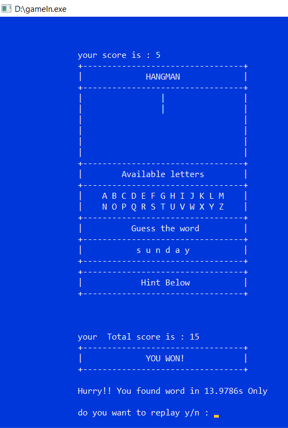 D:\gameIn.exe
your score is : 5
+---------------------------------+
| HANGMAN |
+---------------------------------+
| | |
| | |
| |
| |
| |
| |
+---------------------------------+
| Available letters |
+---------------------------------+
| A B C D E F G H I J K L M |
| N O P Q R S T U V W X Y Z |
+---------------------------------+
| Guess the word |
+---------------------------------+
| s u n d a y |
+---------------------------------+
+---------------------------------+
| Hint Below |
+---------------------------------+
your  Total score is : 15
+---------------------------------+
| YOU WON! |
+---------------------------------+
Hurry!! You found word in 13.9786s Only
do you want to replay y/n : _